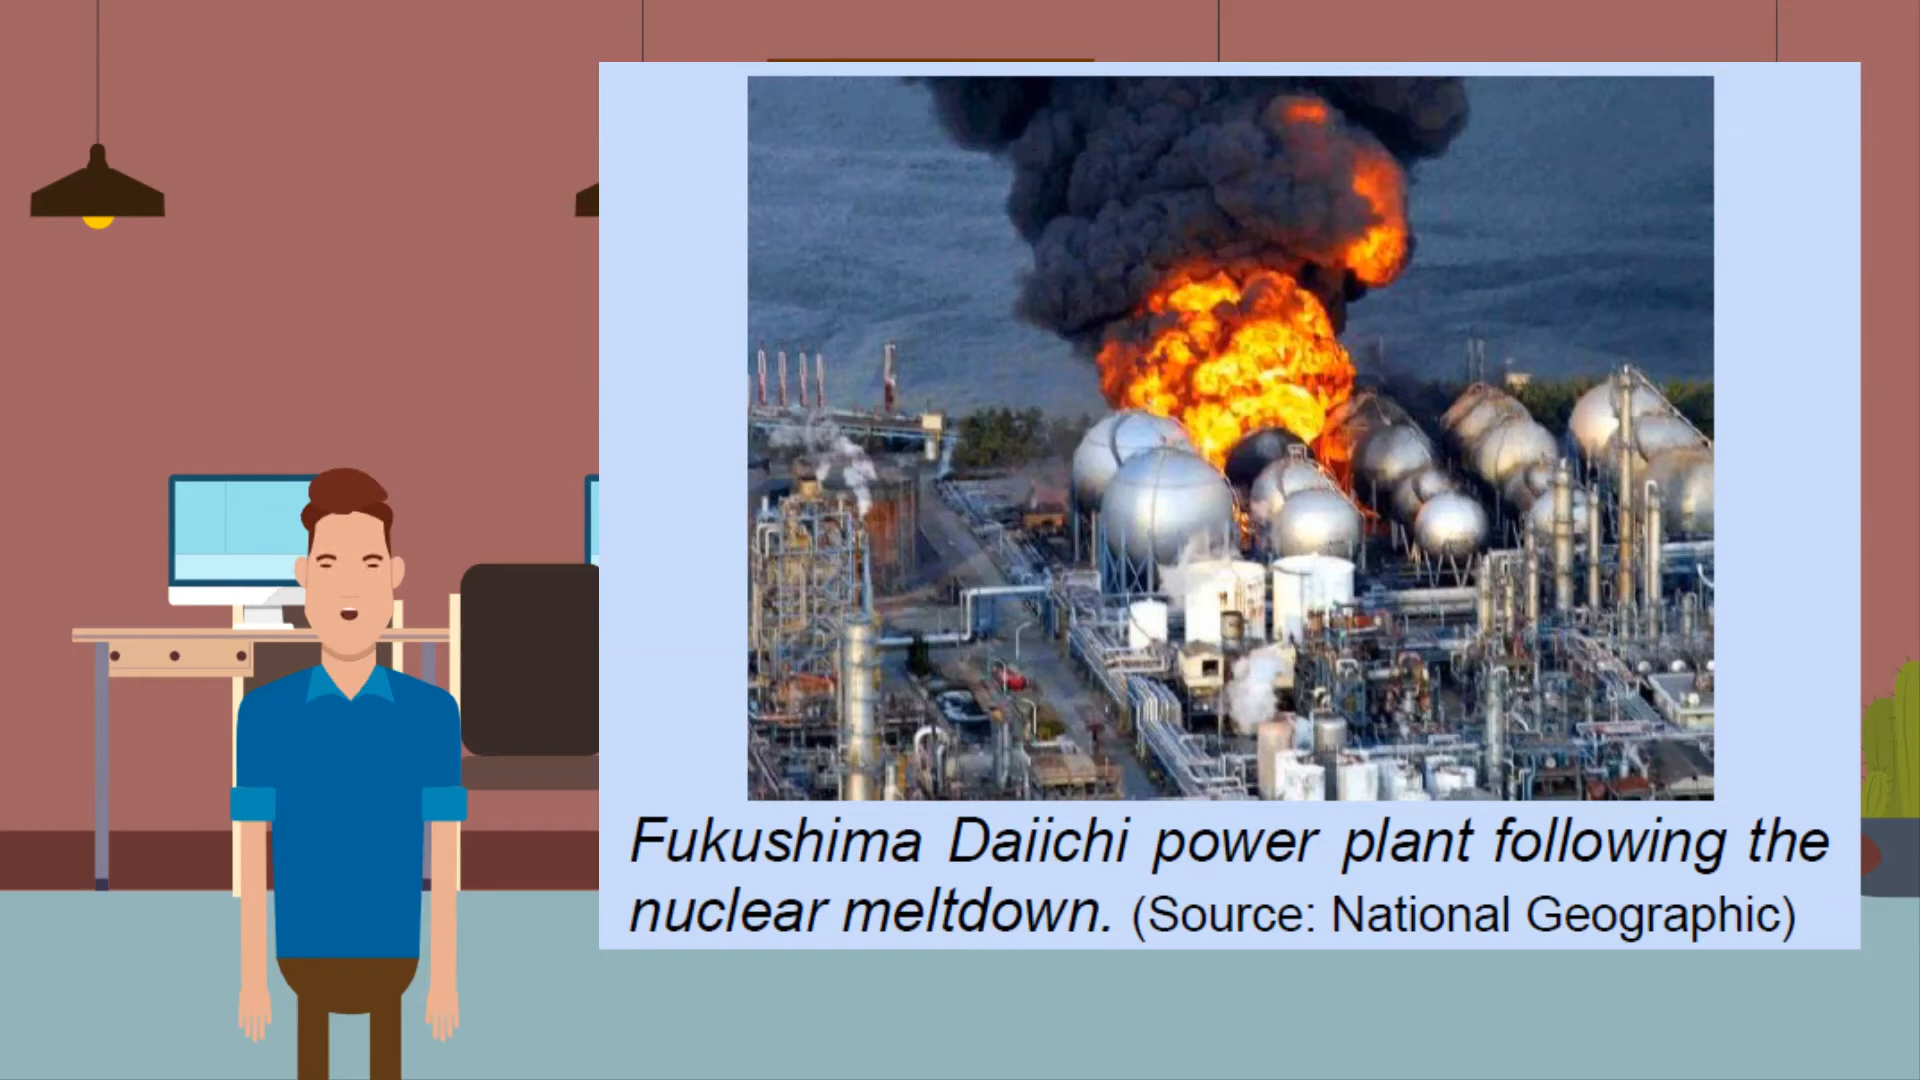 Fukushima Daiichi power plant following the
nuclear meltdown. (Source: National Geographic)